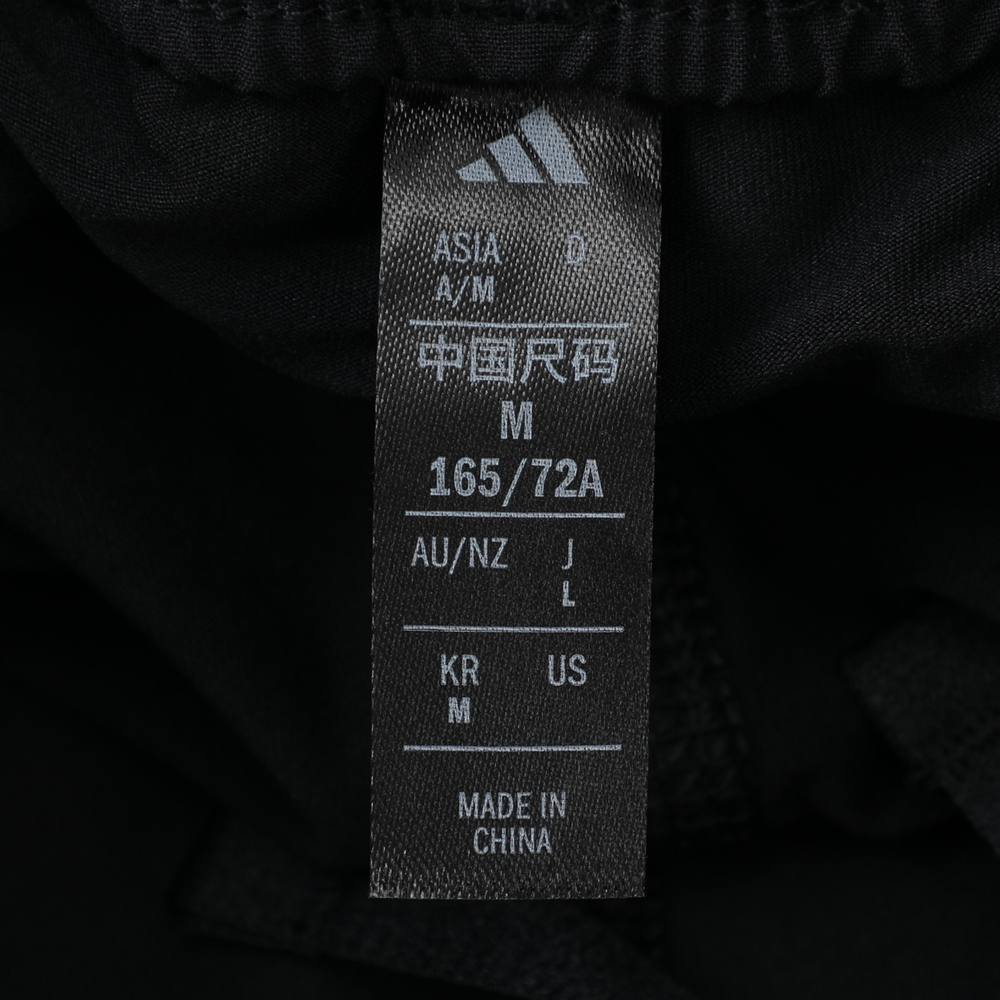 ASIA D
A/M
中国尺码
M
165/72A
AU/NZ J
L
KR US
M
MADE IN
CHINA